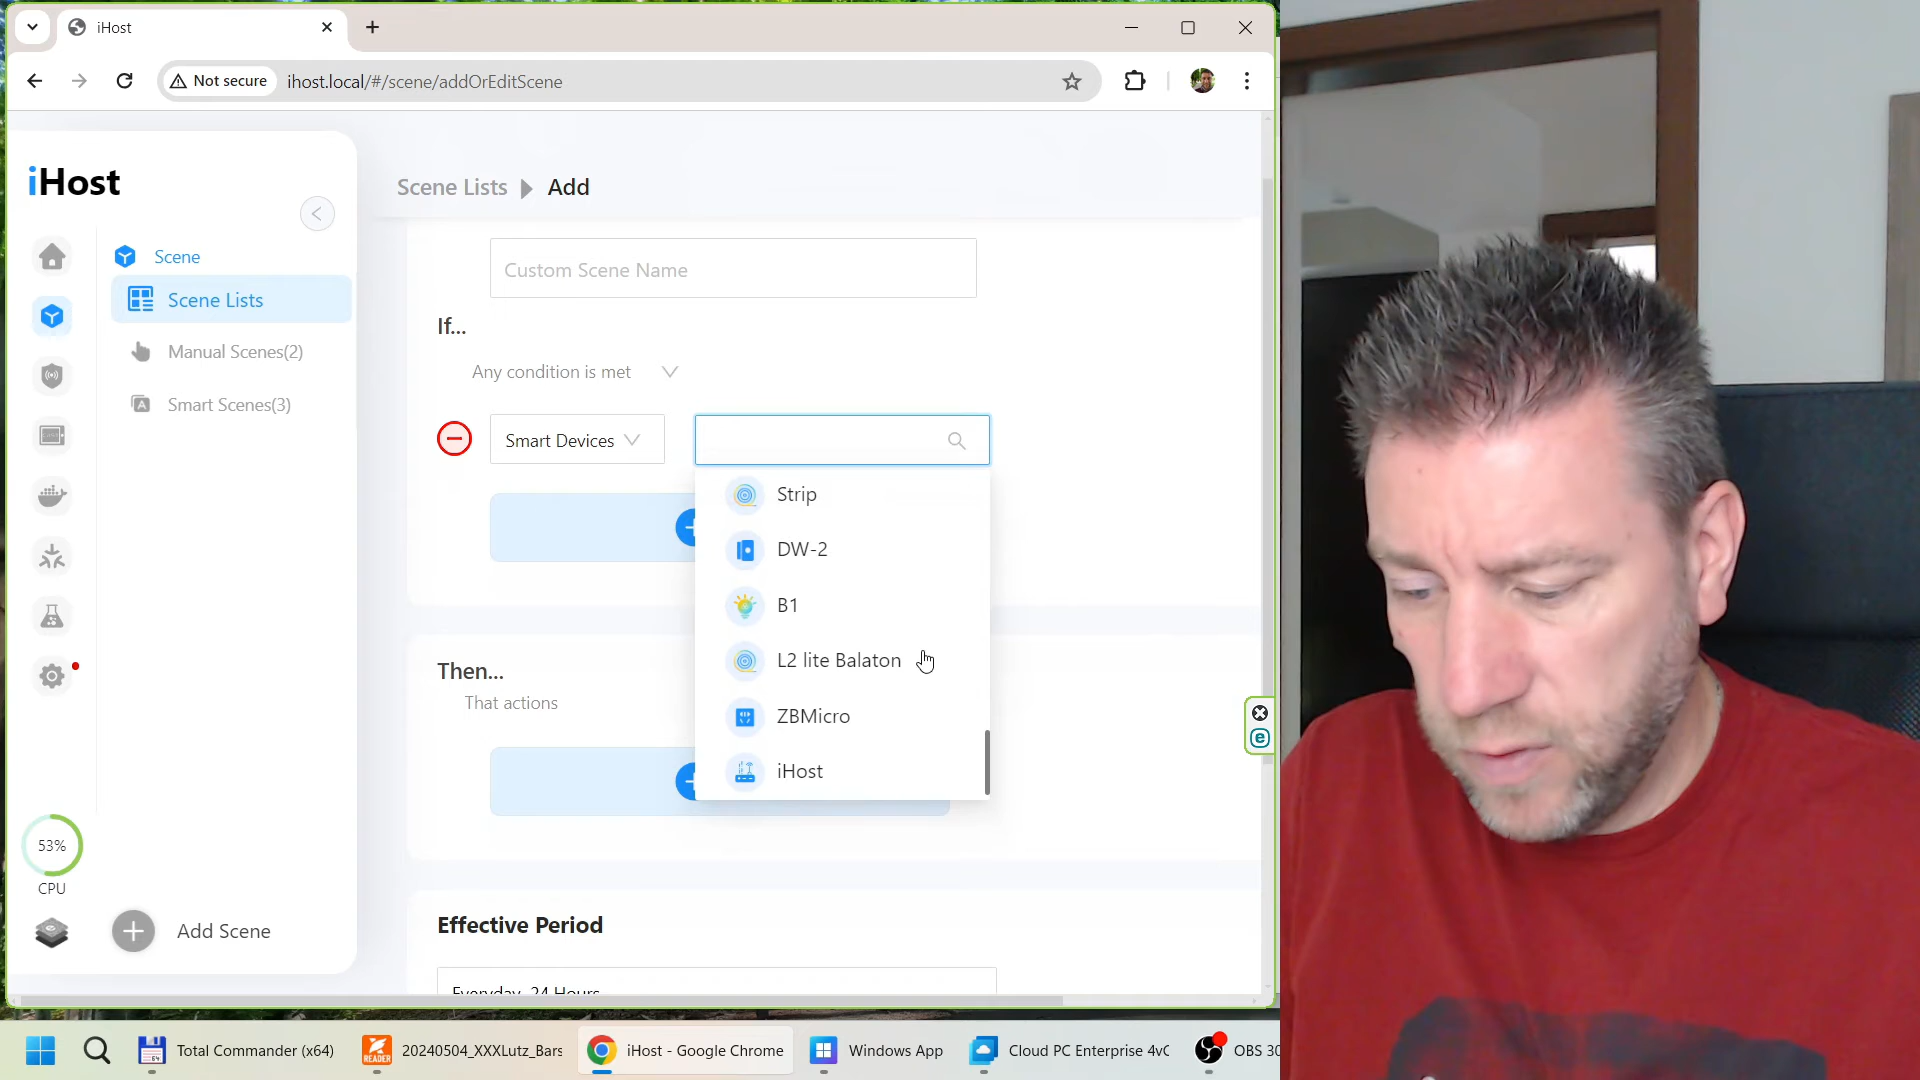 iHost
Not secure
ihost.local/#/scene/addOrEditScene
iHost
Scene Lists
Add
Scene
Scene Lists
Manual Scenes(2)
Smart Scenes(3)
53%
CPU
Add Scene
Custom Scene Name
If...
Any condition is met
Smart Devices
Strip
DW-2
B1
L2 lite Balaton
ZBMicro
iHost
Then...
That actions
Effective Period
Everyday, 24 Hours
Total Commander (x64)
20240504_XXXLutz_Bars
iHost - Google Chrome
Windows App
Cloud PC Enterprise 4vC
OBS 30